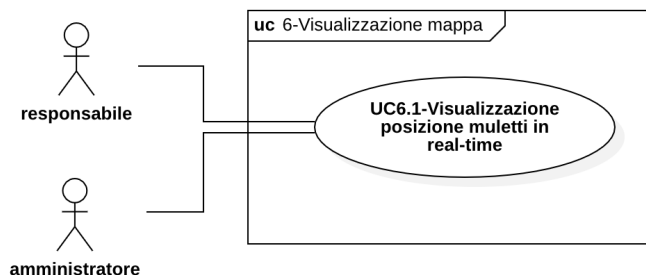 uc 6-Visualizzazione mappa
responsabile
UC6.1-Visualizzazione
posizione muletti in
real-time
amministratore